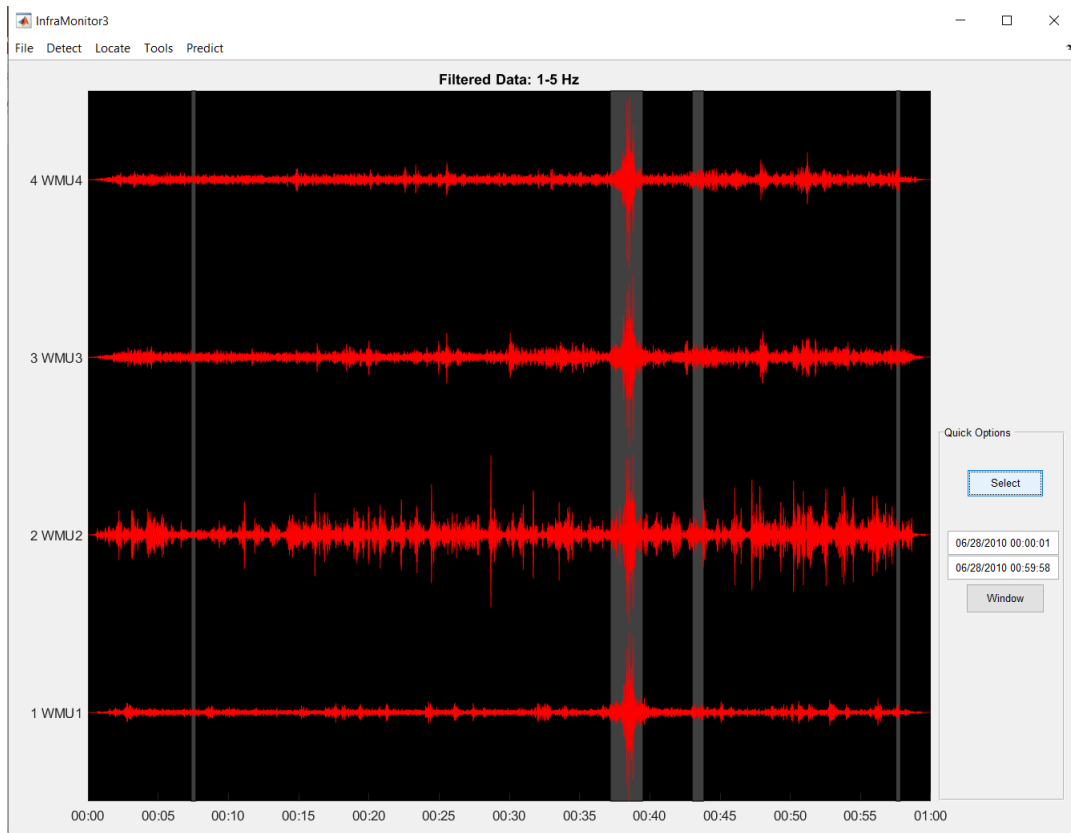 InfraMonitor3
File Detect Locate Tools Predict
Filtered Data: 1-5 Hz
4 WMU4
3 WMU3
2 WMU2
1 WMU1
00:00 00:05 00:10 00:15 00:20 00:25 00:30 00:35 00:40 00:45 00:50 00:55 01:00
Quick Options
Select
06/28/2010 00:00:01
06/28/2010 00:59:58
Window